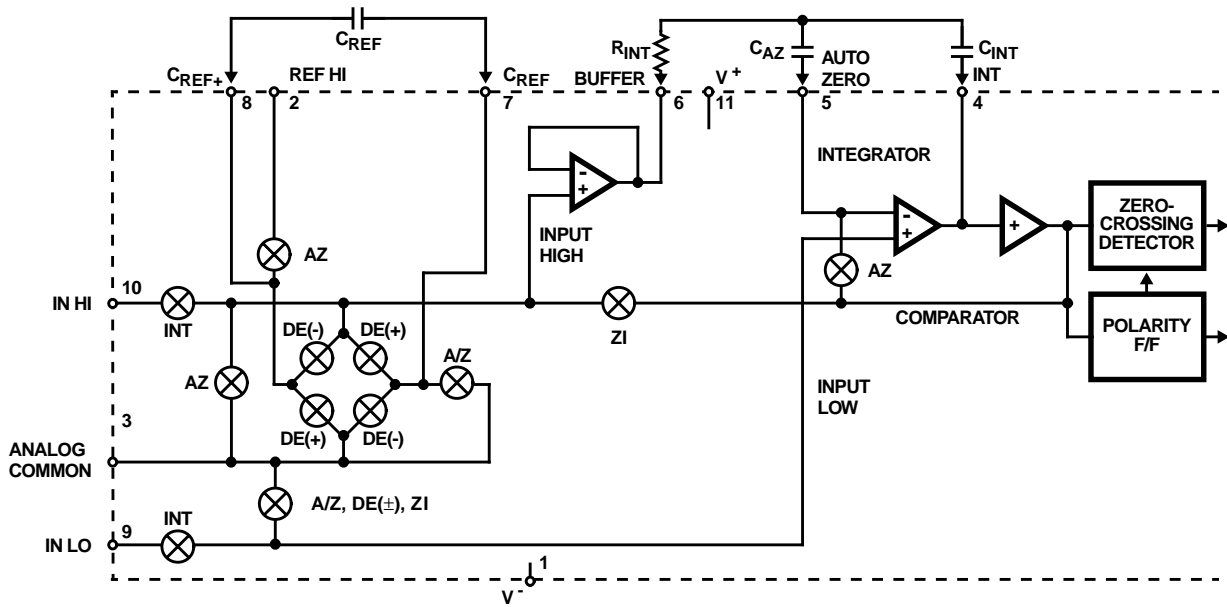 CREF
RINT
CAZ
CINT
CREF+
REF HI
CREF
BUFFER
V+
AUTO
ZERO
INT
8
2
7
6
11
5
4
INTEGRATOR
-
+
INPUT
HIGH
-
+
+
ZERO-
CROSSING
DETECTOR
AZ
AZ
10
IN HI
INT
ZI
COMPARATOR
POLARITY
F/F
DE(-)
DE(+)
A/Z
AZ
INPUT
LOW
3
DE(+)
DE(-)
ANALOG
COMMON
A/Z, DE(±), ZI
INT
9
IN LO
1
V-